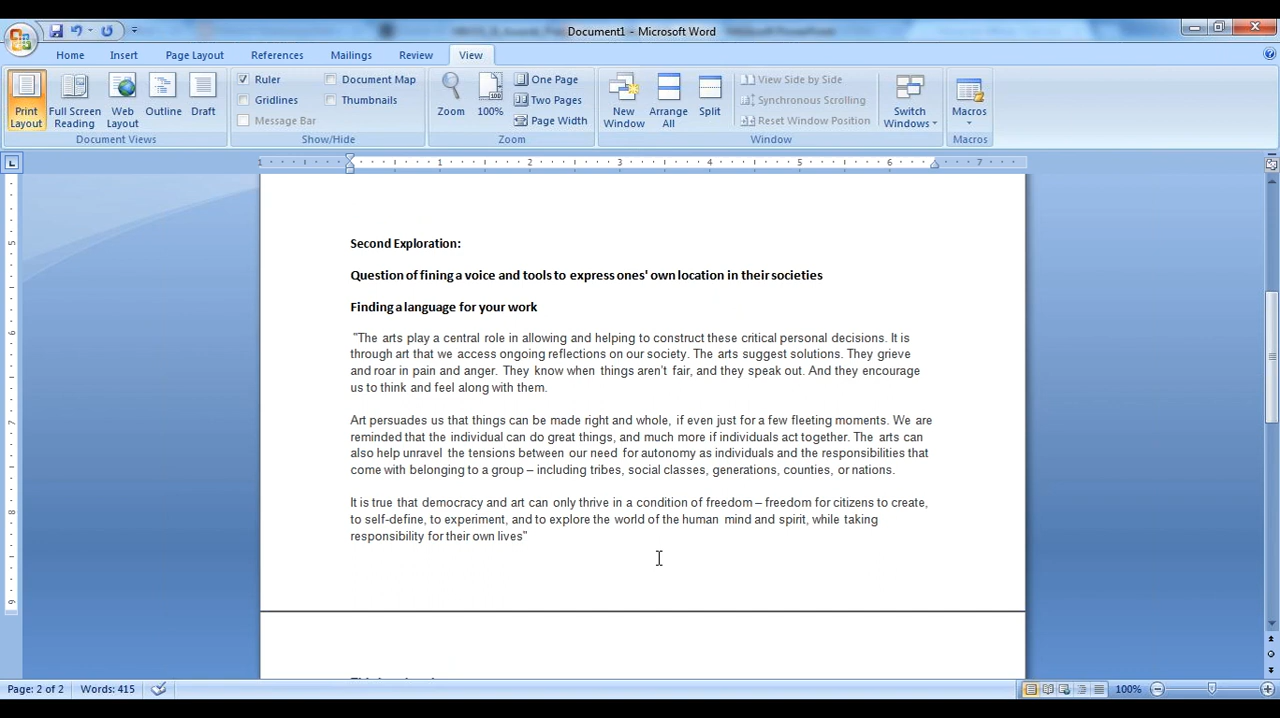 Document1 - Microsoft Word
Home Insert Page Layout References Mailings Review View
Print Layout
Full Screen Reading
Web Layout
Outline
Draft
Document Views
Ruler
Gridlines
Message Bar
Document Map
Thumbnails
Show/Hide
Zoom
100%
One Page
Two Pages
Page Width
Zoom
New Window
Arrange All
Split
View Side by Side
Synchronous Scrolling
Reset Window Position
Window
Switch Windows
Macros
Macros
1 1 2 3 4 5 6 7
5
6
7
8
9
Second Exploration:
Question of fining a voice and tools to express ones' own location in their societies
Finding a language for your work
"The arts play a central role in allowing and helping to construct these critical personal decisions. It is
through art that we access ongoing reflections on our society. The arts suggest solutions. They grieve
and roar in pain and anger. They know when things aren't fair, and they speak out. And they encourage
us to think and feel along with them.
Art persuades us that things can be made right and whole, if even just for a few fleeting moments. We are
reminded that the individual can do great things, and much more if individuals act together. The arts can
also help unravel the tensions between our need for autonomy as individuals and the responsibilities that
come with belonging to a group – including tribes, social classes, generations, counties, or nations.
It is true that democracy and art can only thrive in a condition of freedom – freedom for citizens to create,
to self-define, to experiment, and to explore the world of the human mind and spirit, while taking
responsibility for their own lives"
Page: 2 of 2 Words: 415 100%